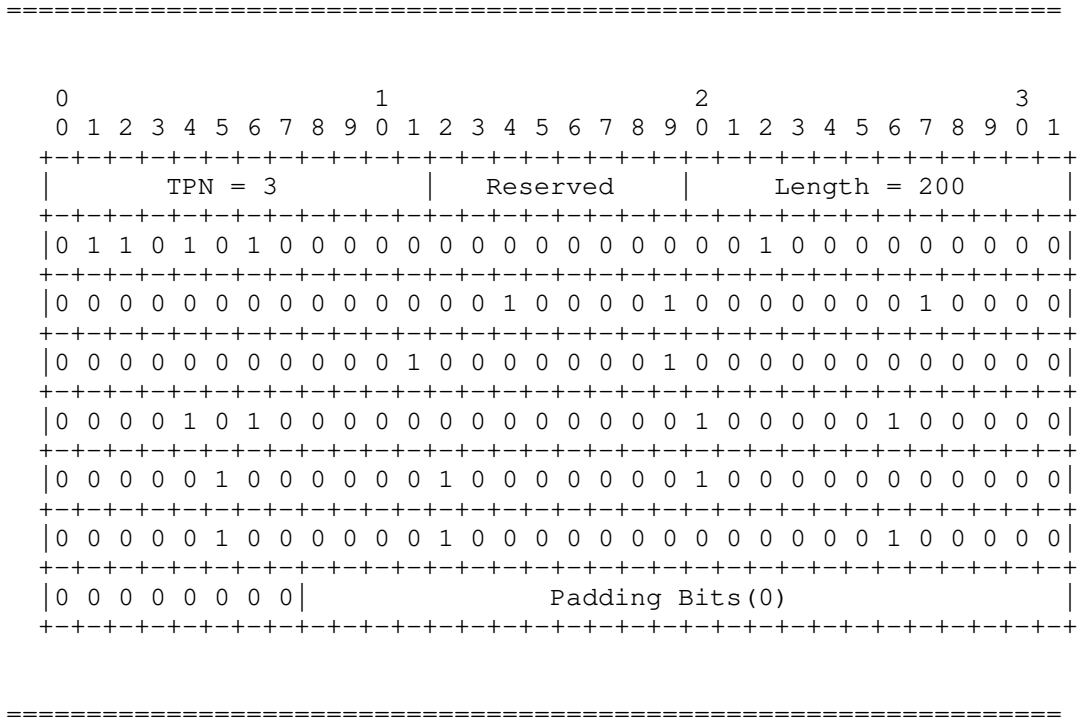 ==================================================================
 0                   1                   2                   3
 0 1 2 3 4 5 6 7 8 9 0 1 2 3 4 5 6 7 8 9 0 1 2 3 4 5 6 7 8 9 0 1
+-+-+-+-+-+-+-+-+-+-+-+-+-+-+-+-+-+-+-+-+-+-+-+-+-+-+-+-+-+-+-+-+
|       TPN = 3         |   Reserved    |     Length = 200      |
+-+-+-+-+-+-+-+-+-+-+-+-+-+-+-+-+-+-+-+-+-+-+-+-+-+-+-+-+-+-+-+-+
|0 1 1 0 1 0 1 0 0 0 0 0 0 0 0 0 0 0 0 0 0 0 1 0 0 0 0 0 0 0 0 0|
+-+-+-+-+-+-+-+-+-+-+-+-+-+-+-+-+-+-+-+-+-+-+-+-+-+-+-+-+-+-+-+-+
|0 0 0 0 0 0 0 0 0 0 0 0 0 0 1 0 0 0 0 1 0 0 0 0 0 0 0 1 0 0 0 0|
+-+-+-+-+-+-+-+-+-+-+-+-+-+-+-+-+-+-+-+-+-+-+-+-+-+-+-+-+-+-+-+-+
|0 0 0 0 0 0 0 0 0 0 0 1 0 0 0 0 0 0 0 1 0 0 0 0 0 0 0 0 0 0 0 0|
+-+-+-+-+-+-+-+-+-+-+-+-+-+-+-+-+-+-+-+-+-+-+-+-+-+-+-+-+-+-+-+-+
|0 0 0 0 1 0 1 0 0 0 0 0 0 0 0 0 0 0 0 0 1 0 0 0 0 0 1 0 0 0 0 0|
+-+-+-+-+-+-+-+-+-+-+-+-+-+-+-+-+-+-+-+-+-+-+-+-+-+-+-+-+-+-+-+-+
|0 0 0 0 0 1 0 0 0 0 0 0 1 0 0 0 0 0 0 0 1 0 0 0 0 0 0 0 0 0 0 0|
+-+-+-+-+-+-+-+-+-+-+-+-+-+-+-+-+-+-+-+-+-+-+-+-+-+-+-+-+-+-+-+-+
|0 0 0 0 0 1 0 0 0 0 0 0 1 0 0 0 0 0 0 0 0 0 0 0 0 0 1 0 0 0 0 0|
+-+-+-+-+-+-+-+-+-+-+-+-+-+-+-+-+-+-+-+-+-+-+-+-+-+-+-+-+-+-+-+-+
|0 0 0 0 0 0 0 0|               Padding Bits(0)                 |
+-+-+-+-+-+-+-+-+-+-+-+-+-+-+-+-+-+-+-+-+-+-+-+-+-+-+-+-+-+-+-+-+
==================================================================